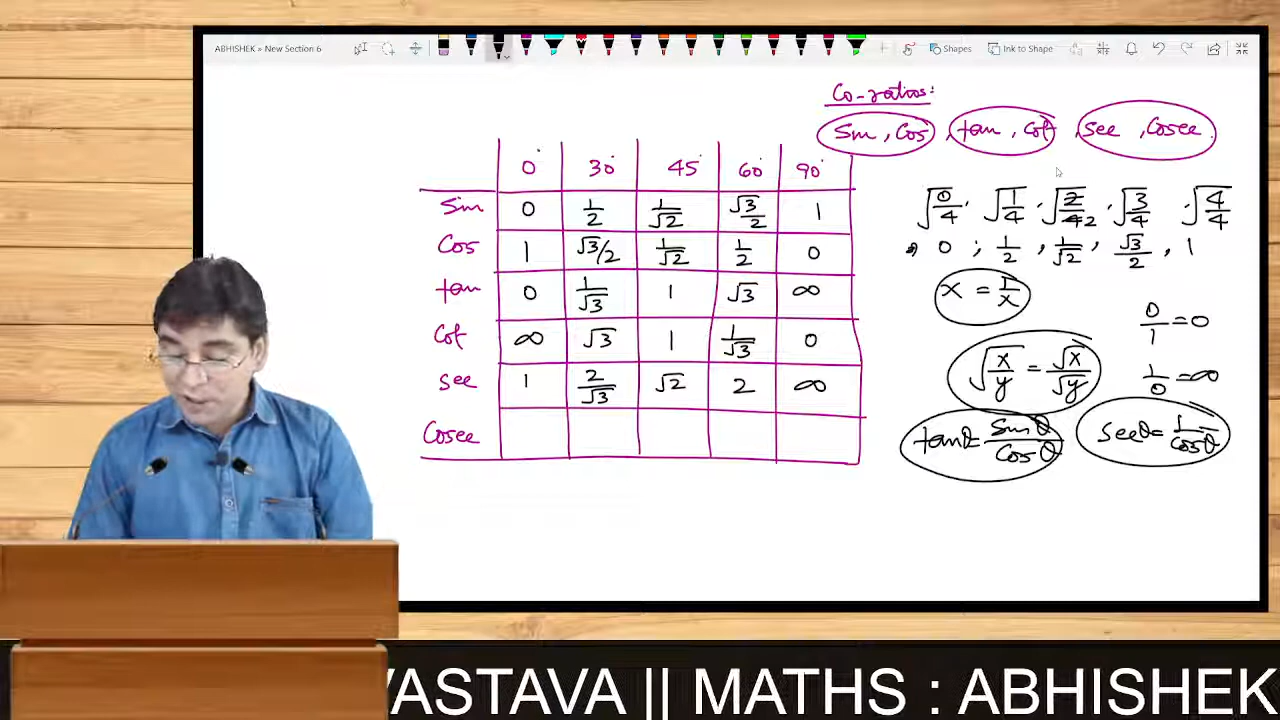 ABHISHEK » New Section 6
Shapes
Ink to Shape
Co-ratios:
Sin, Cos, tan, Cot, sec, Cosec
0° 30° 45° 60° 90°
Sin 0 1/2 1/√2 √3/2 1
Cos 1 √3/2 1/√2 1/2 0
tan 0 1/√3 1 √3 ∞
Cot ∞ √3 1 1/√3 0
sec 1 2/√3 √2 2 ∞
Cosec
√0/4, √1/4, √2/4 2, √3/4, √4/4
0, 1/2, 1/√2, √3/2, 1
x = 1/x
0/1 = 0
√x/y = √x/√y
1/0 = ∞
tanθ = Sinθ/Cosθ
secθ = 1/Cosθ
VASTAVA || MATHS : ABHISHEK